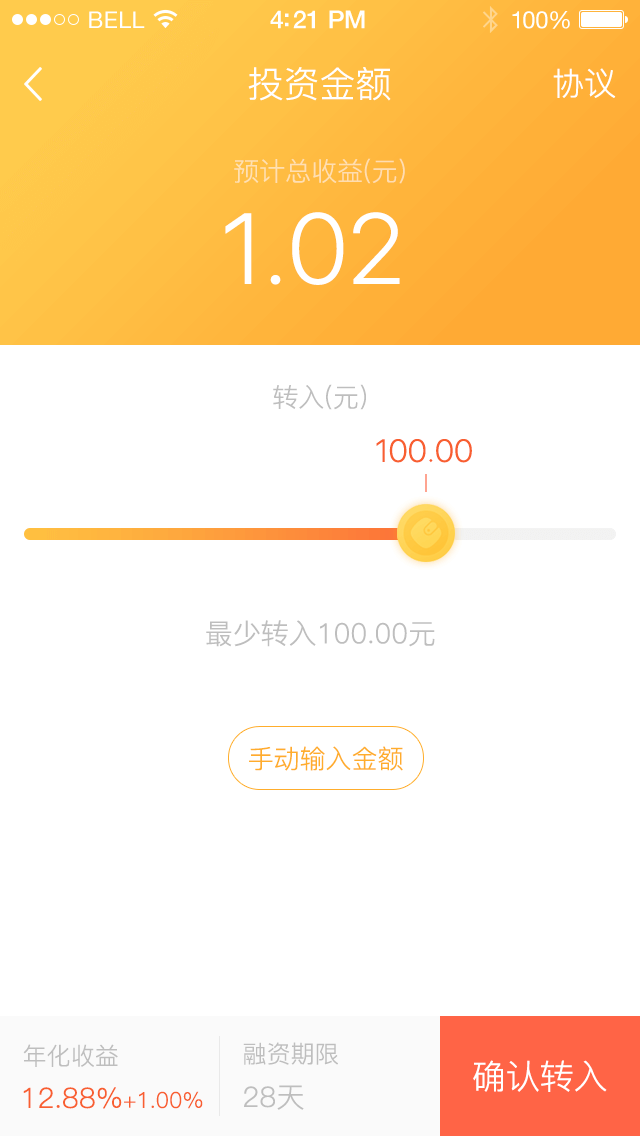 BELL 4:21 PM 100%
投资金额 协议
预计总收益(元)
1.02
转入(元)
100.00
最少转入100.00元
手动输入金额
年化收益
12.88%+1.00%
融资期限
28天
确认转入